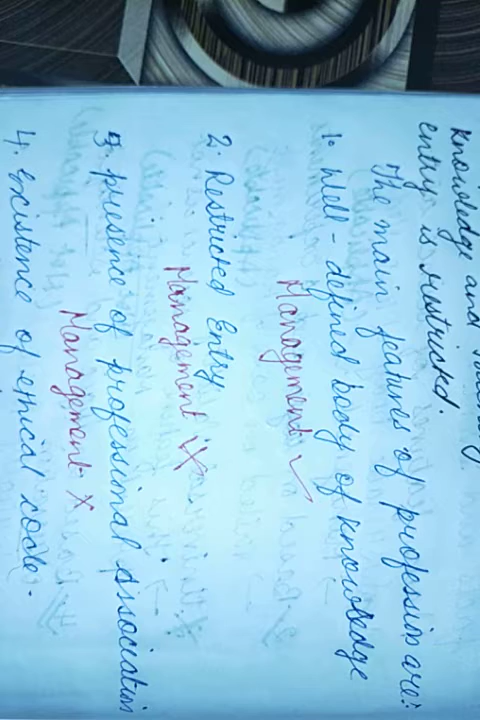 knowledge and
entry is restricted.
The main features of profession are:
1. Well-defined body of knowledge
Management ✓
2. Restricted Entry
Management X
3. presence of professional Association
Management X
4. Existence of ethical code.